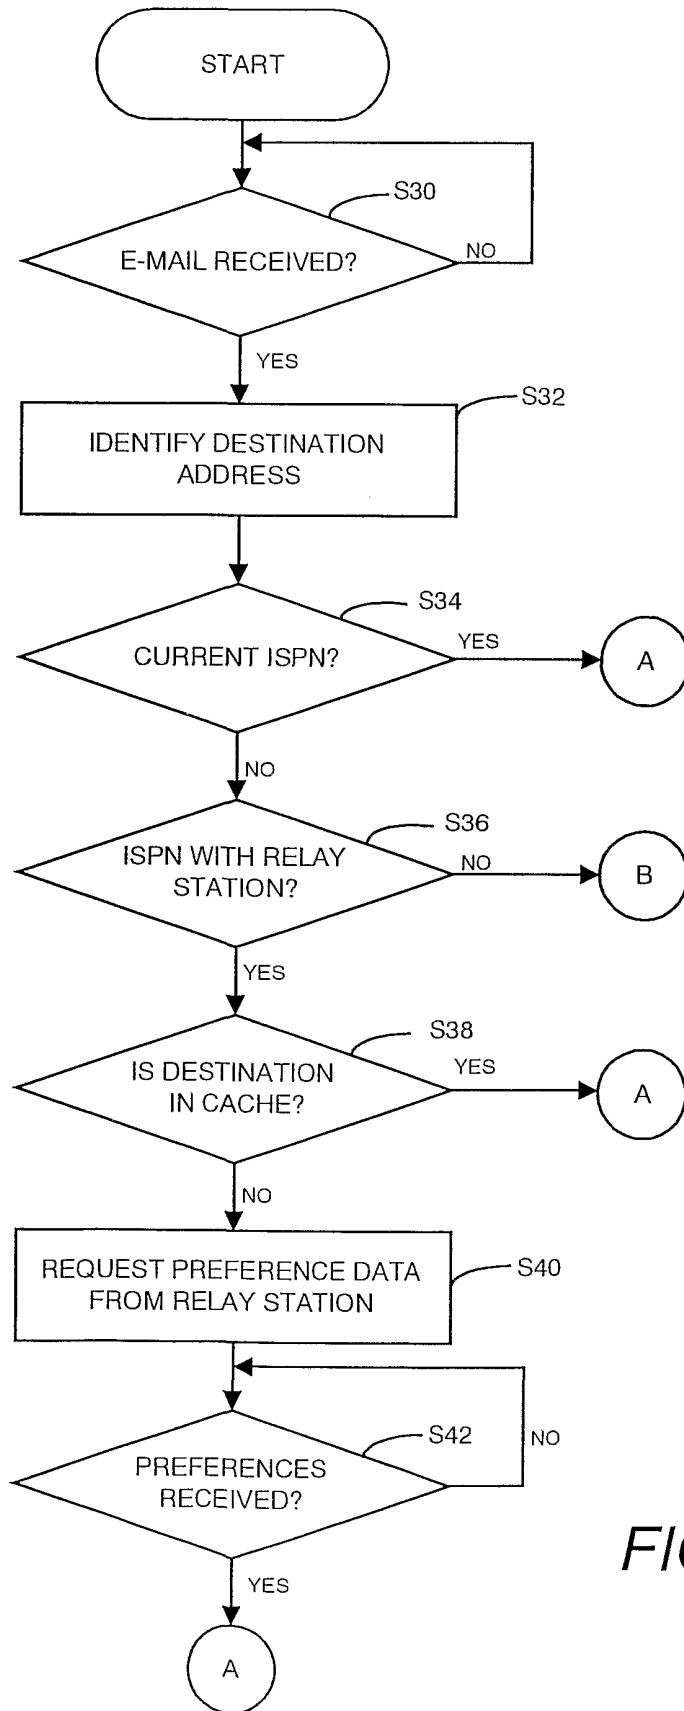 START
S30
E-MAIL RECEIVED?
NO
YES
S32
IDENTIFY DESTINATION
ADDRESS
S34
CURRENT ISPN?
YES
A
NO
S36
ISPN WITH RELAY
STATION?
NO
B
YES
S38
IS DESTINATION
IN CACHE?
YES
A
NO
REQUEST PREFERENCE DATA
FROM RELAY STATION
S40
S42
NO
PREFERENCES
RECEIVED?
YES
A